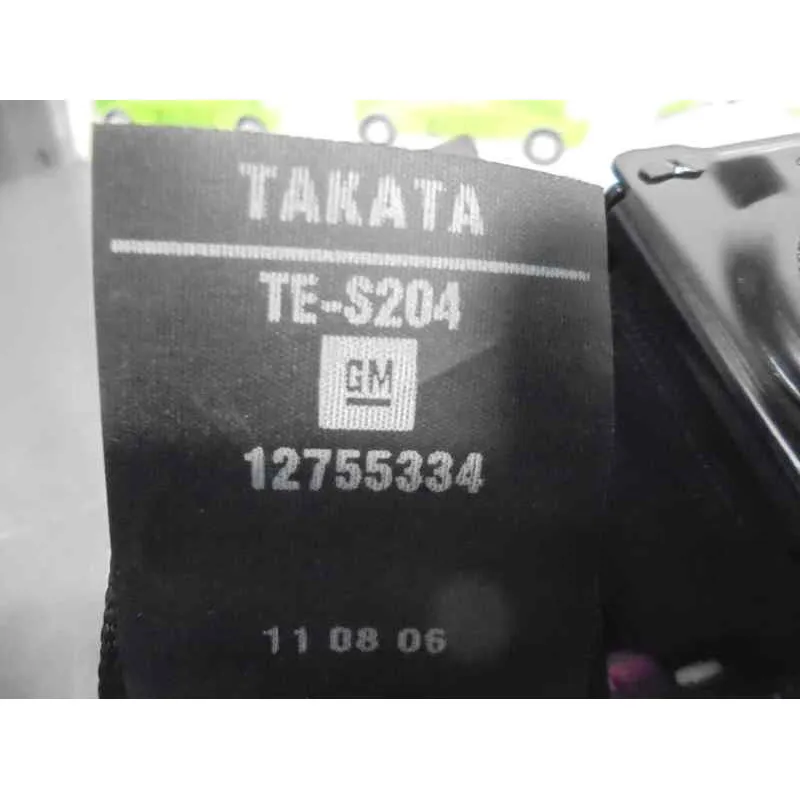 TAKATA
TE-S204
GM
12755334
11 08 06